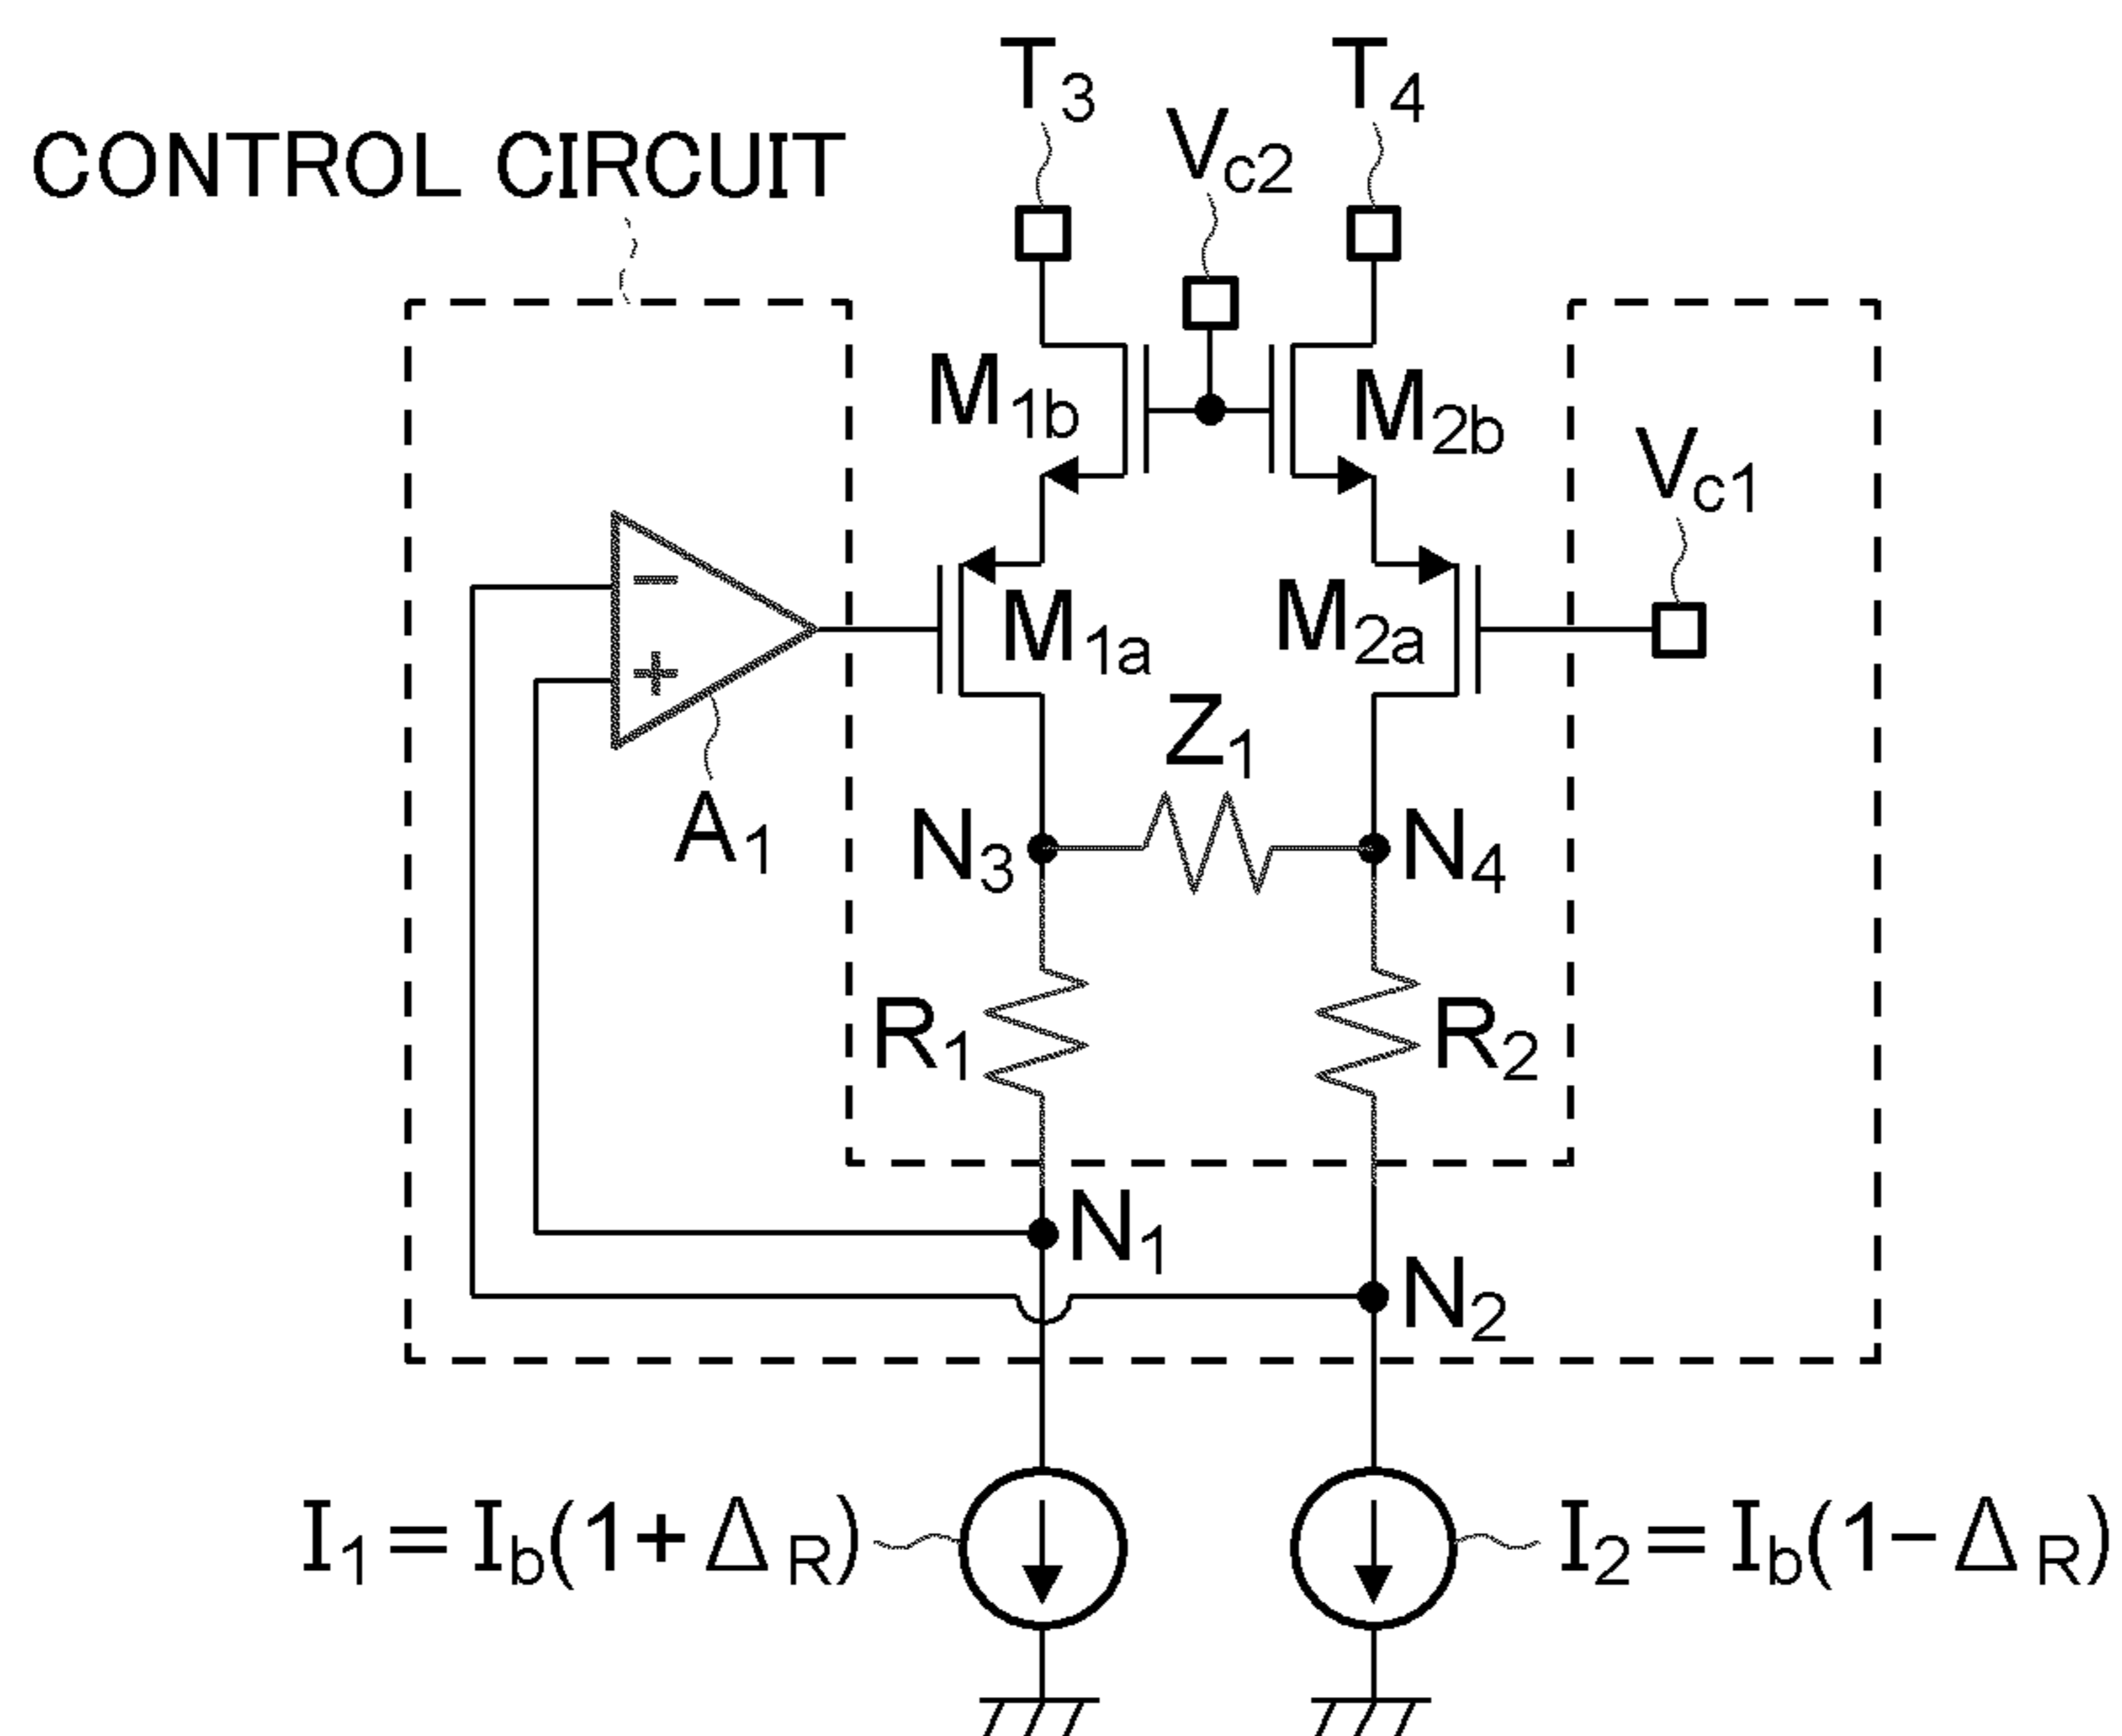 T3
T4
Vc2
CONTROL CIRCUIT
M1b
M2b
Vc1
−
M1a
M2a
+
Z1
A1
N3
N4
R1
R2
N1
N2
I1=Ib(1+ΔR)
I2=Ib(1−ΔR)